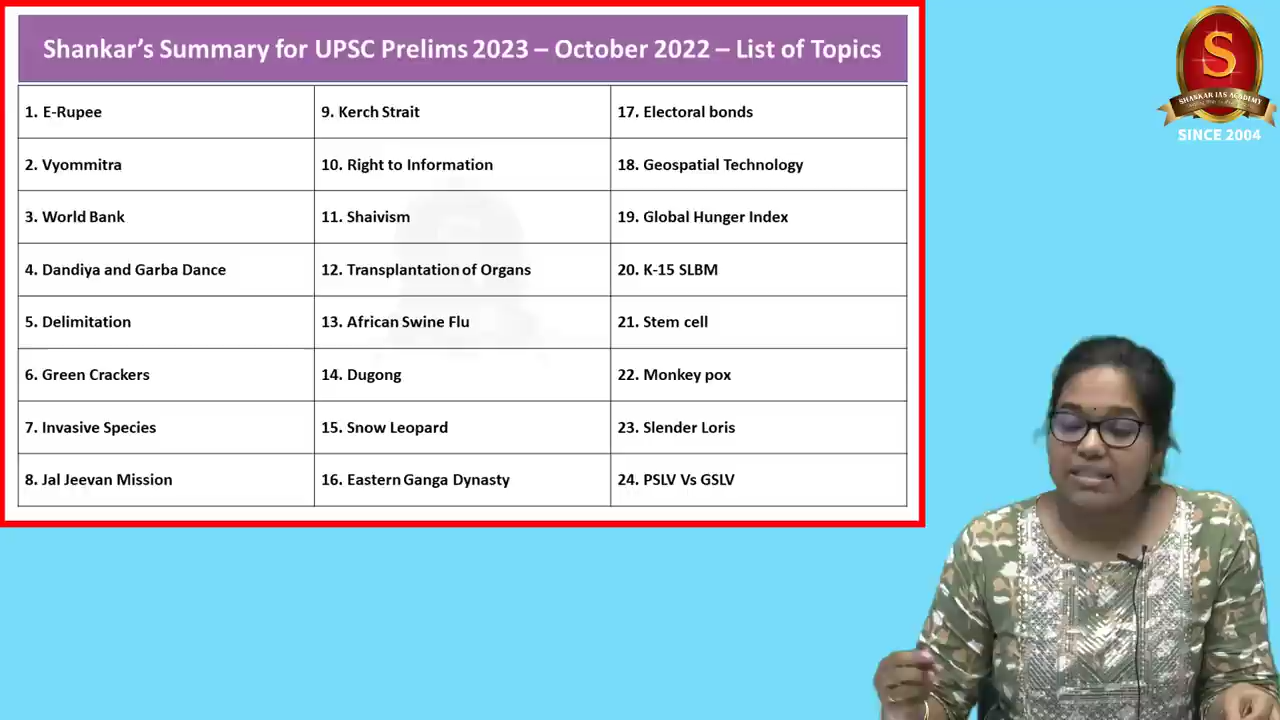 Shankar's Summary for UPSC Prelims 2023 – October 2022 – List of Topics
1. E-Rupee
9. Kerch Strait
17. Electoral bonds
2. Vyommitra
10. Right to Information
18. Geospatial Technology
3. World Bank
11. Shaivism
19. Global Hunger Index
4. Dandiya and Garba Dance
12. Transplantation of Organs
20. K-15 SLBM
5. Delimitation
13. African Swine Flu
21. Stem cell
6. Green Crackers
14. Dugong
22. Monkey pox
7. Invasive Species
15. Snow Leopard
23. Slender Loris
8. Jal Jeevan Mission
16. Eastern Ganga Dynasty
24. PSLV Vs GSLV
S
SHANKAR IAS ACADEMY
SINCE 2004